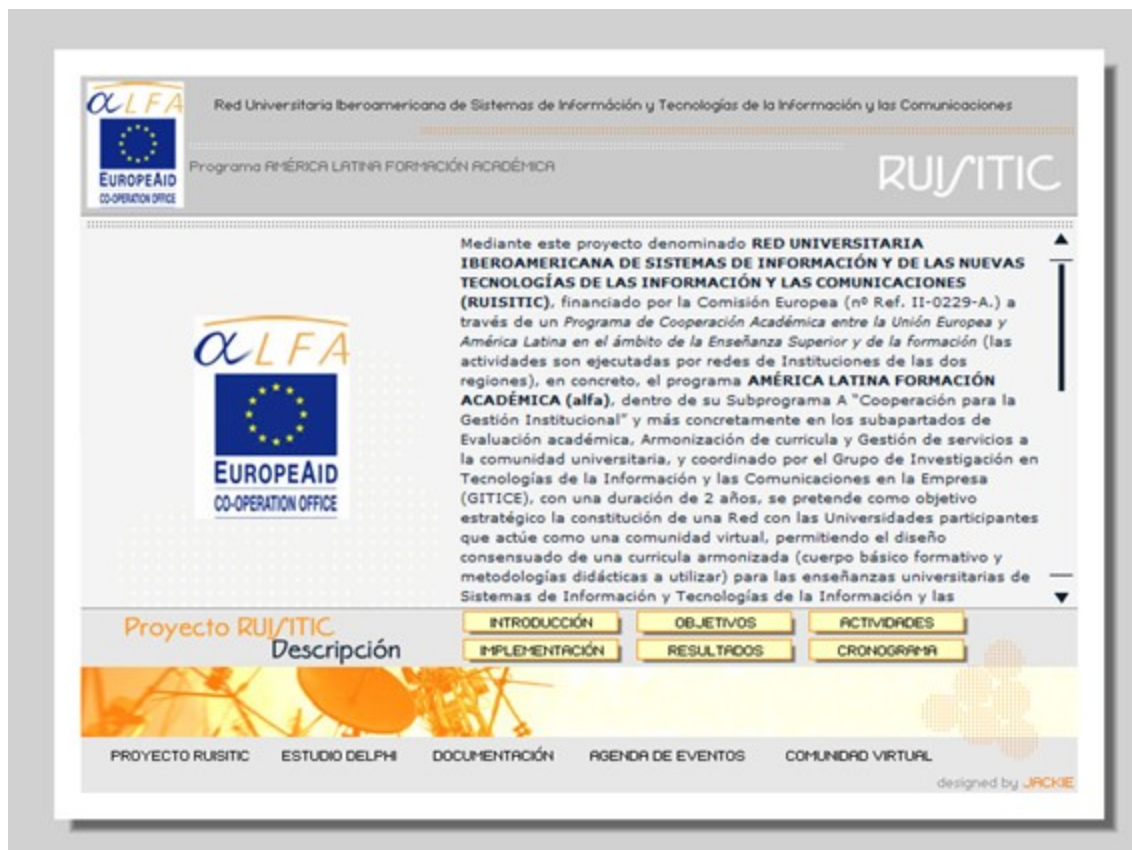 αLFA
EUROPEAID
CO-OPERATION OFFICE
Red Universitaria Iberoamericana de Sistemas de Információn y Tecnologías de la Información y las Comunicaciones
Programa AMÉRICA LATINA FORMACIÓN ACADÉMICA
RUISITIC
αLFA
EUROPEAID
CO-OPERATION OFFICE
Mediante este proyecto denominado RED UNIVERSITARIA
IBEROAMERICANA DE SISTEMAS DE INFORMACIÓN Y DE LAS NUEVAS
TECNOLOGÍAS DE LAS INFORMACIÓN Y LAS COMUNICACIONES
(RUISITIC), financiado por la Comisión Europea (nº Ref. II-0229-A.) a
través de un Programa de Cooperación Académica entre la Unión Europea y
América Latina en el ámbito de la Enseñanza Superior y de la formación (las
actividades son ejecutadas por redes de Instituciones de las dos
regiones), en concreto, el programa AMÉRICA LATINA FORMACIÓN
ACADÉMICA (alfa), dentro de su Subprograma A "Cooperación para la
Gestión Institucional" y más concretamente en los subapartados de
Evaluación académica, Armonización de curricula y Gestión de servicios a
la comunidad universitaria, y coordinado por el Grupo de Investigación en
Tecnologías de la Información y las Comunicaciones en la Empresa
(GITICE), con una duración de 2 años, se pretende como objetivo
estratégico la constitución de una Red con las Universidades participantes
que actúe como una comunidad virtual, permitiendo el diseño
consensuado de una curricula armonizada (cuerpo básico formativo y
metodologías didácticas a utilizar) para las enseñanzas universitarias de
Sistemas de Información y Tecnologías de la Información y las
Proyecto RUISITIC
Descripción
INTRODUCCIÓN OBJETIVOS ACTIVIDADES
IMPLEMENTACIÓN RESULTADOS CRONOGRAMA
PROYECTO RUISITIC ESTUDIO DELPHI DOCUMENTACIÓN AGENDA DE EVENTOS COMUNIDAD VIRTUAL
designed by JACKIE